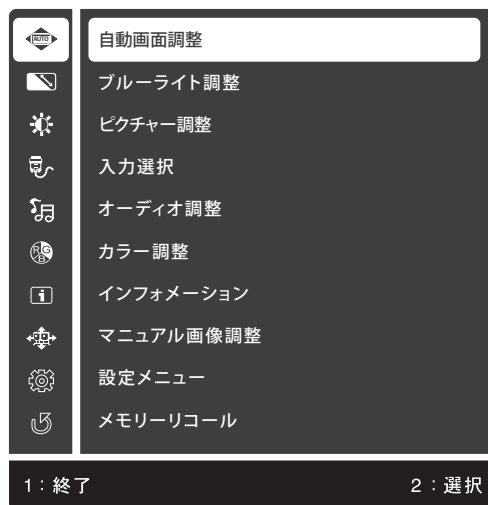 AUTO 自動画面調整
ブルーライト調整
ピクチャー調整
入力選択
オーディオ調整
RGB カラー調整
i インフォメーション
マニュアル画像調整
設定メニュー
メモリーリコール
1：終了 2：選択